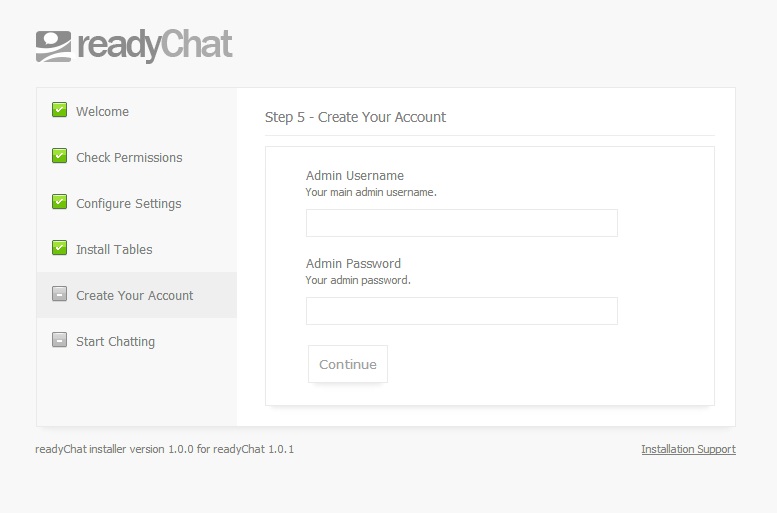 readyChat
Welcome
Check Permissions
Configure Settings
Install Tables
Create Your Account
Start Chatting
Step 5 - Create Your Account
Admin Username
Your main admin username.
Admin Password
Your admin password.
Continue
readyChat installer version 1.0.0 for readyChat 1.0.1
Installation Support